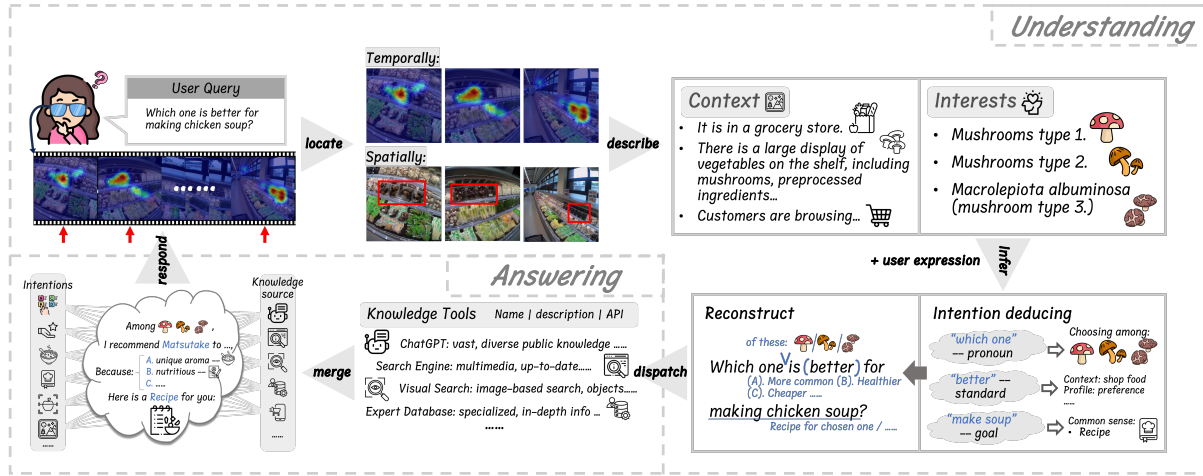 Understanding
User Query
Which one is better for
making chicken soup?
?
locate
Temporally:
Spatially:
describe
Context
• It is in a grocery store.
• There is a large display of
vegetables on the shelf, including
mushrooms, preprocessed
ingredients...
• Customers are browsing...
Interests
• Mushrooms type 1.
• Mushrooms type 2.
• Macrolepiota albuminosa
(mushroom type 3.)
+ user expression
Infer
Intention deducing
"which one"
-- pronoun
Choosing among:
"better" --
standard
Context: shop food
Profile: preference
......
"make soup"
-- goal
Common sense:
• Recipe
Reconstruct
of these: / /
Which one is (better) for
(A). More common (B). Healthier
(C). Cheaper ......
making chicken soup?
Recipe for chosen one / ......
dispatch
Answering
Knowledge Tools Name | description | API
ChatGPT: vast, diverse public knowledge ......
Search Engine: multimedia, up-to-date......
Visual Search: image-based search, objects......
Expert Database: specialized, in-depth info ...
......
merge
Knowledge
source
......
Intentions
......
Among ,
I recommend Matsutake to ...,
Because:
A. unique aroma --
B. nutritious --
C. ....
Here is a Recipe for you:
respond